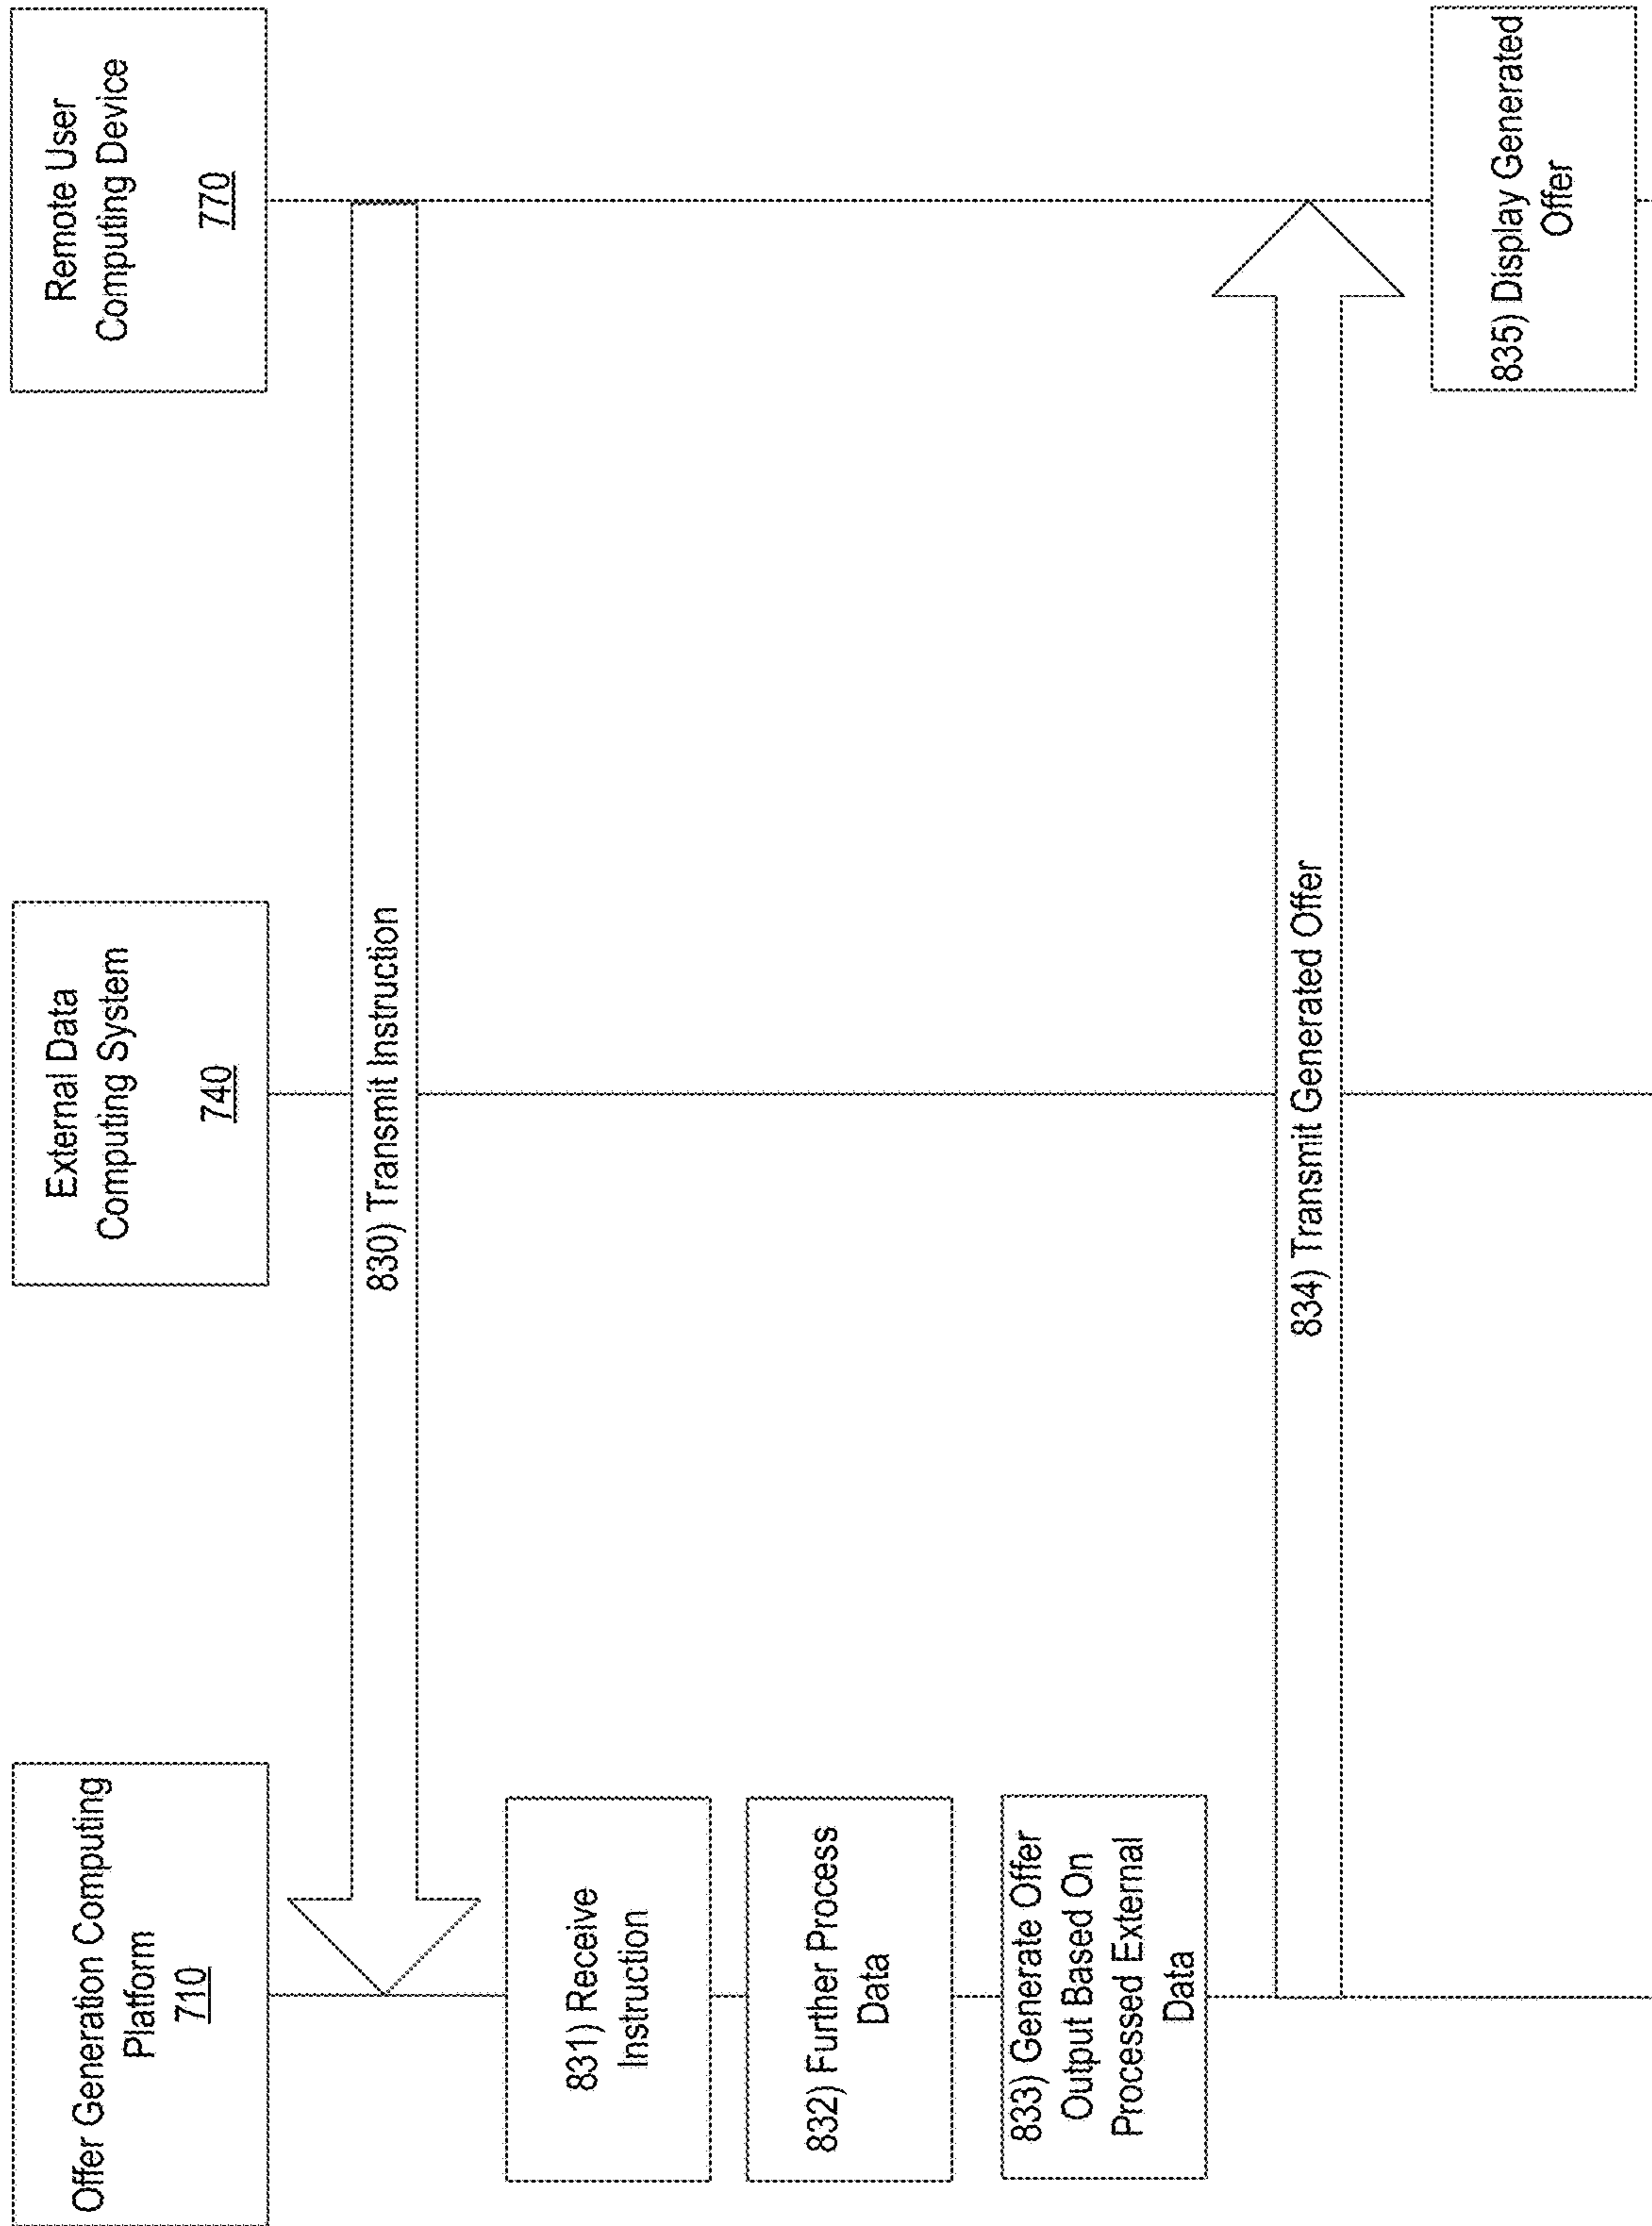 Offer Generation Computing
Platform
710
External Data
Computing System
740
Remote User
Computing Device
770
830) Transmit Instruction
831) Receive
Instruction
832) Further Process
Data
833) Generate Offer
Output Based On
Processed External
Data
834) Transmit Generated Offer
835) Display Generated
Offer